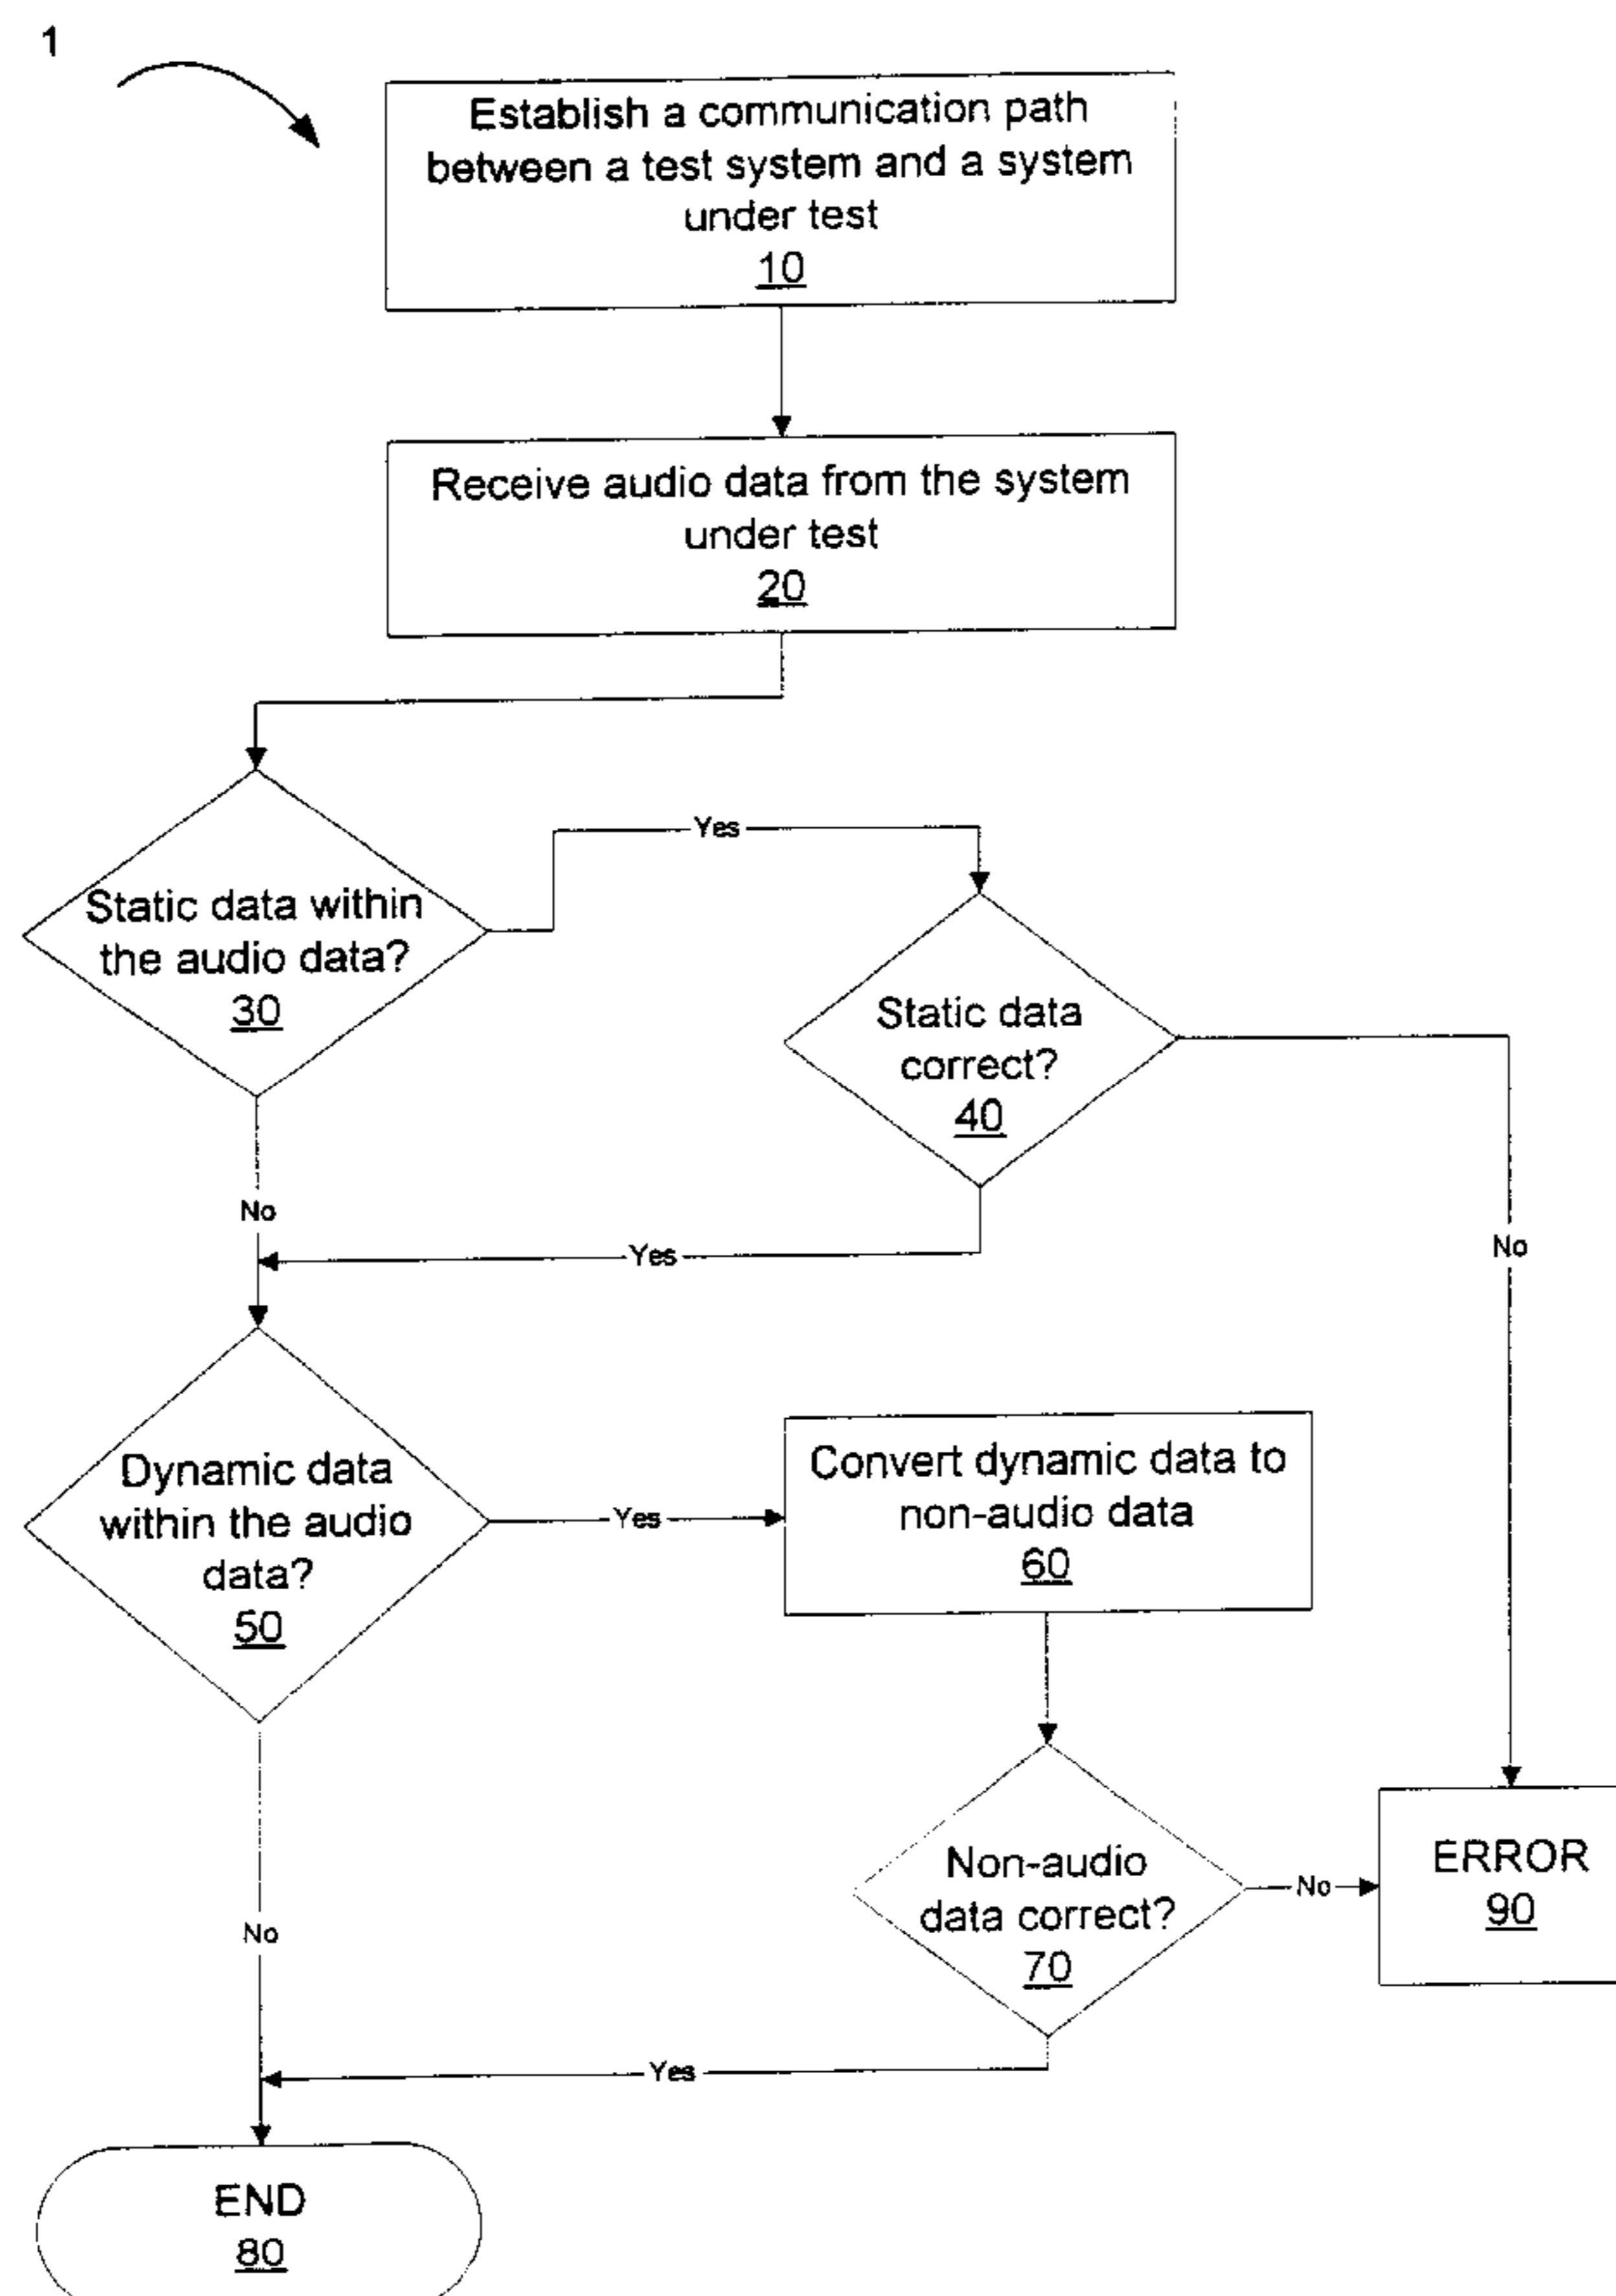 1
Establish a communication path
between a test system and a system
under test
10
Receive audio data from the system
under test
20
Yes
Static data within
the audio data?
30
Static data
correct?
40
No
Yes
No
Dynamic data
within the audio
data?
50
Yes
Convert dynamic data to
non-audio data
60
No
Non-audio
data correct?
70
No
ERROR
90
Yes
END
80